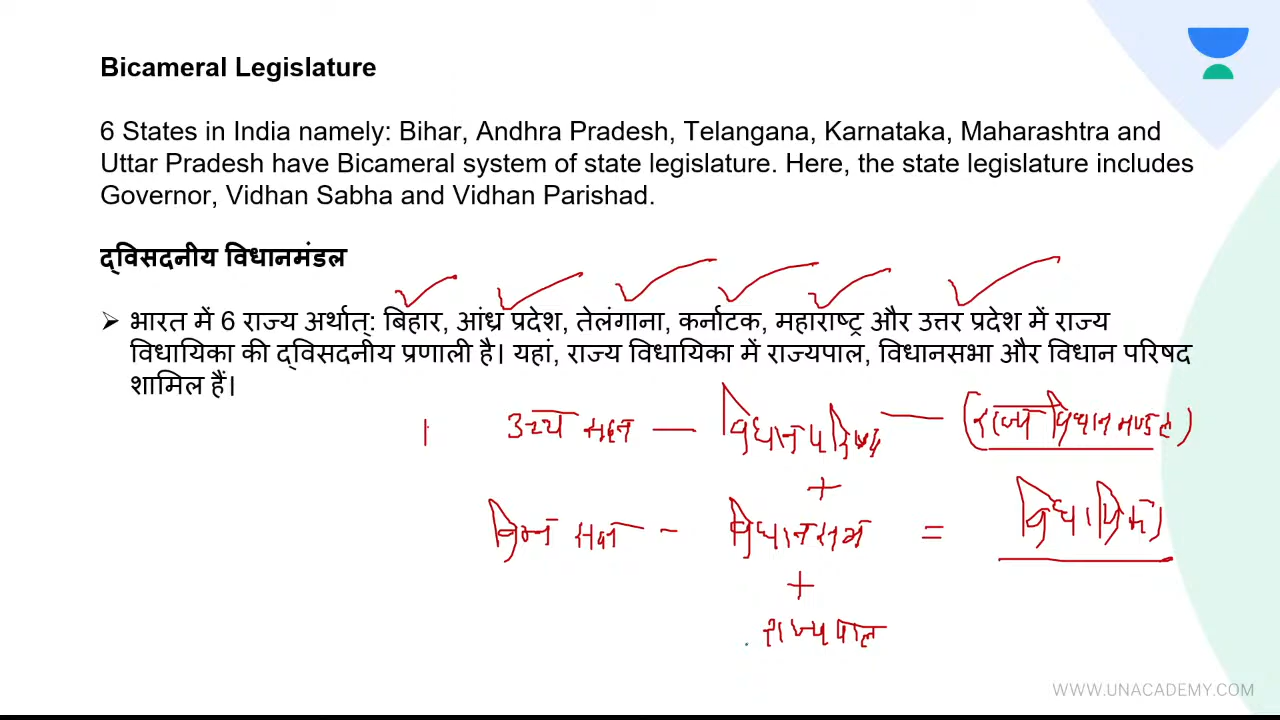 Bicameral Legislature
6 States in India namely: Bihar, Andhra Pradesh, Telangana, Karnataka, Maharashtra and
Uttar Pradesh have Bicameral system of state legislature. Here, the state legislature includes
Governor, Vidhan Sabha and Vidhan Parishad.
द्विसदनीय विधानमंडल
➢ भारत में 6 राज्य अर्थात्: बिहार, आंध्र प्रदेश, तेलंगाना, कर्नाटक, महाराष्ट्र और उत्तर प्रदेश में राज्य
विधायिका की द्विसदनीय प्रणाली है। यहां, राज्य विधायिका में राज्यपाल, विधानसभा और विधान परिषद
शामिल हैं।
उच्च सदन — विधान परिषद — (राज्य विधान मण्डल)
+
निम्न सदन - विधानसभा = विधायिका
+
राज्यपाल
WWW.UNACADEMY.COM